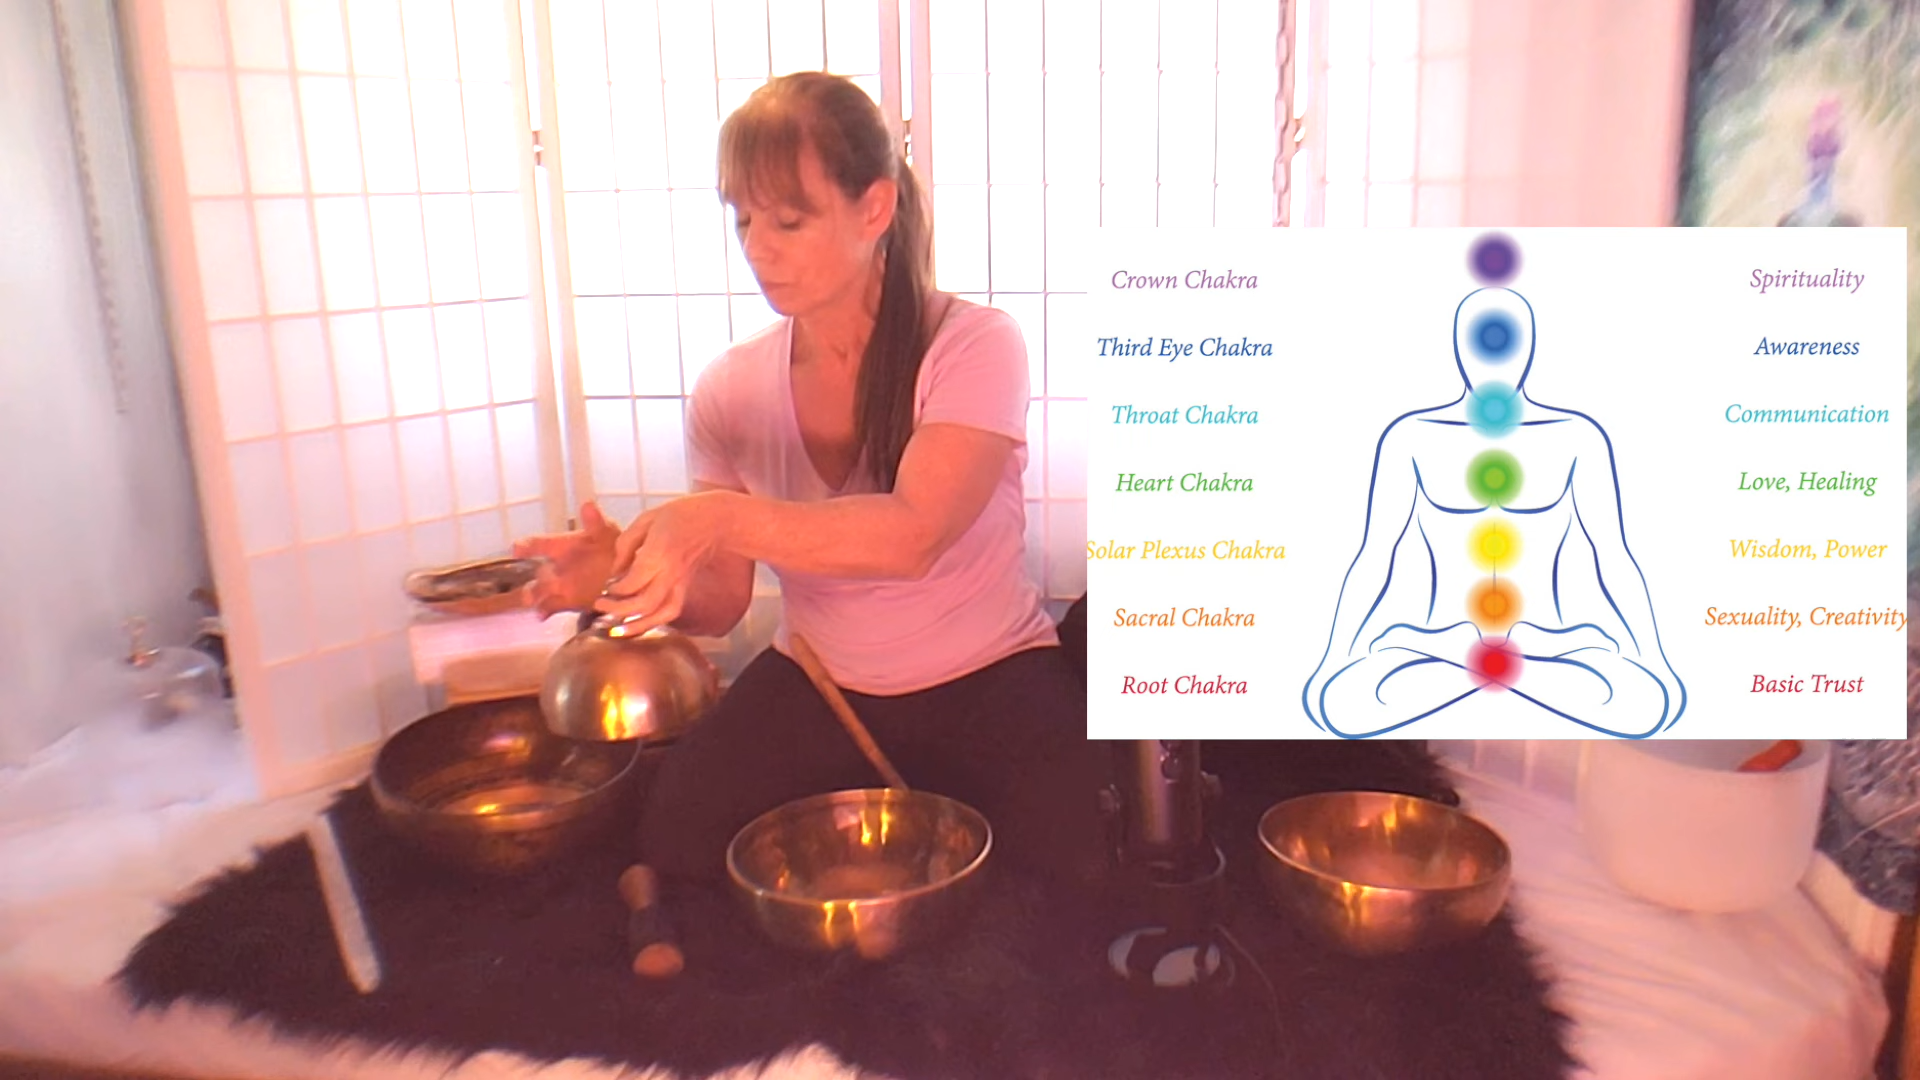 Crown Chakra Spirituality
Third Eye Chakra Awareness
Throat Chakra Communication
Heart Chakra Love, Healing
Solar Plexus Chakra Wisdom, Power
Sacral Chakra Sexuality, Creativity
Root Chakra Basic Trust